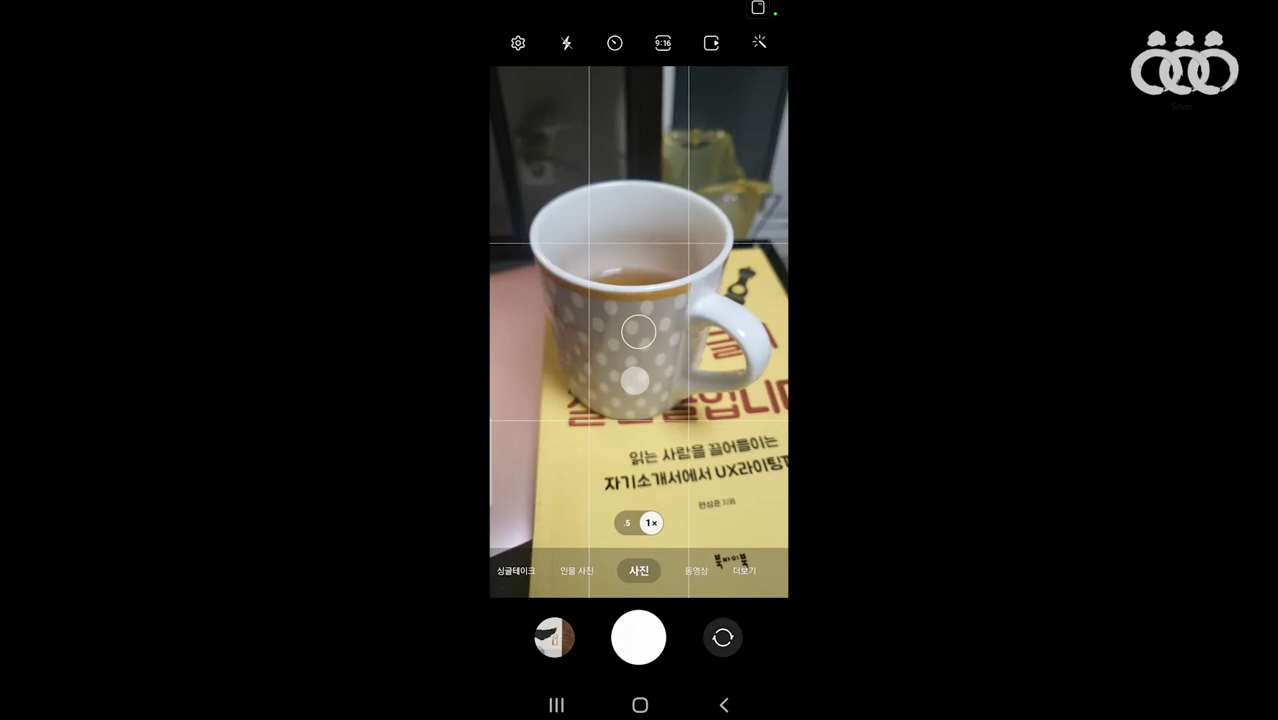 9:16
Silver
읽는 사람을 끌어들이는
자기소개서에서 UX라이팅
.5 1×
북바이북
싱글테이크 인물 사진 사진 동영상 더보기